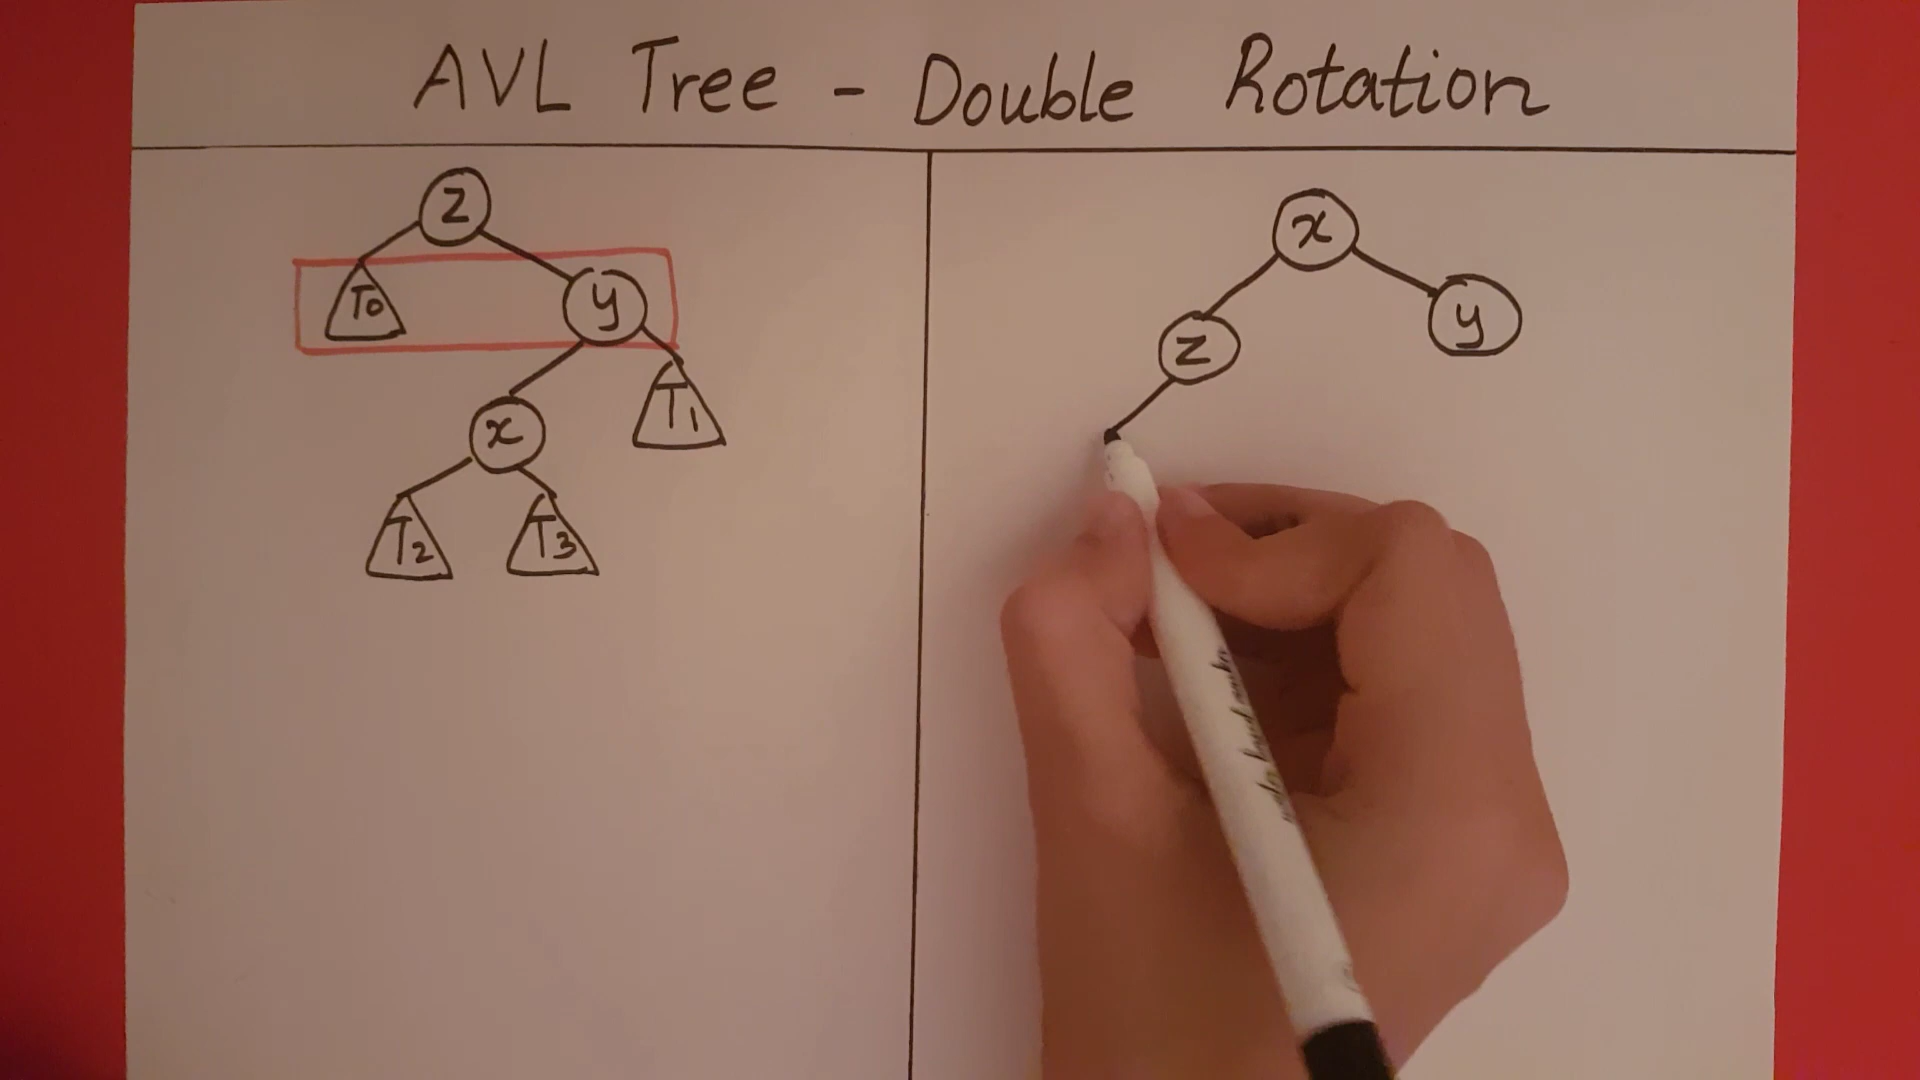 AVL Tree - Double Rotation
z
T0
y
x
T1
T2
T3
x
z
y